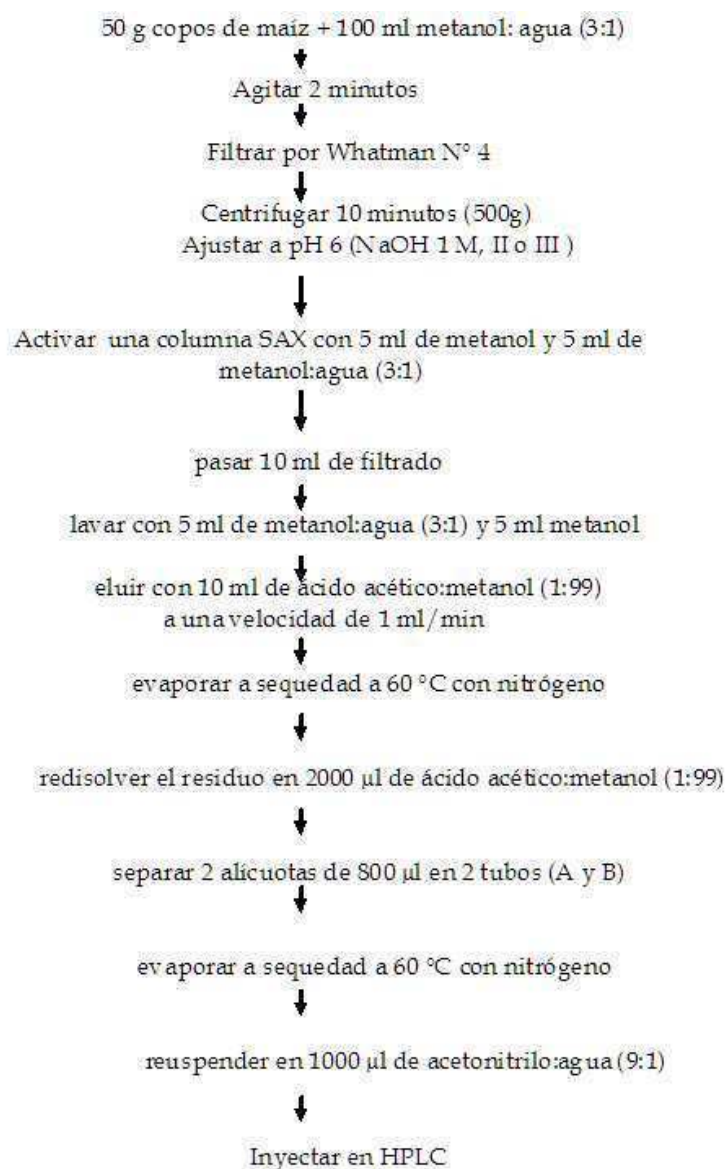 50 g copos de maíz + 100 ml metanol: agua (3:1)
Agitar 2 minutos
Filtrar por Whatman N° 4
Centrifugar 10 minutos (500g)
Ajustar a pH 6 (NaOH 1 M, II o III )
Activar una columna SAX con 5 ml de metanol y 5 ml de
metanol:agua (3:1)
pasar 10 ml de filtrado
lavar con 5 ml de metanol:agua (3:1) y 5 ml metanol
eluir con 10 ml de ácido acético:metanol (1:99)
a una velocidad de 1 ml/min
evaporar a sequedad a 60 °C con nitrógeno
redisolver el residuo en 2000 µl de ácido acético:metanol (1:99)
separar 2 alícuotas de 800 µl en 2 tubos (A y B)
evaporar a sequedad a 60 °C con nitrógeno
reuspender en 1000 µl de acetonitrilo:agua (9:1)
Inyectar en HPLC